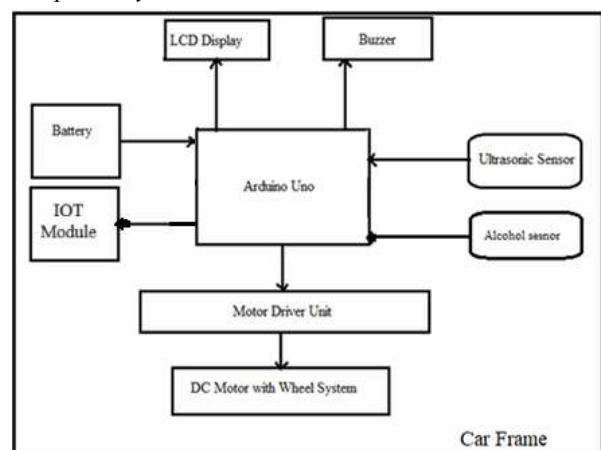 LCD Display
Buzzer
Battery
Arduino Uno
Ultrasonic Sensor
IOT
Module
Alcohol sesnor
Motor Driver Unit
DC Motor with Wheel System
Car Frame